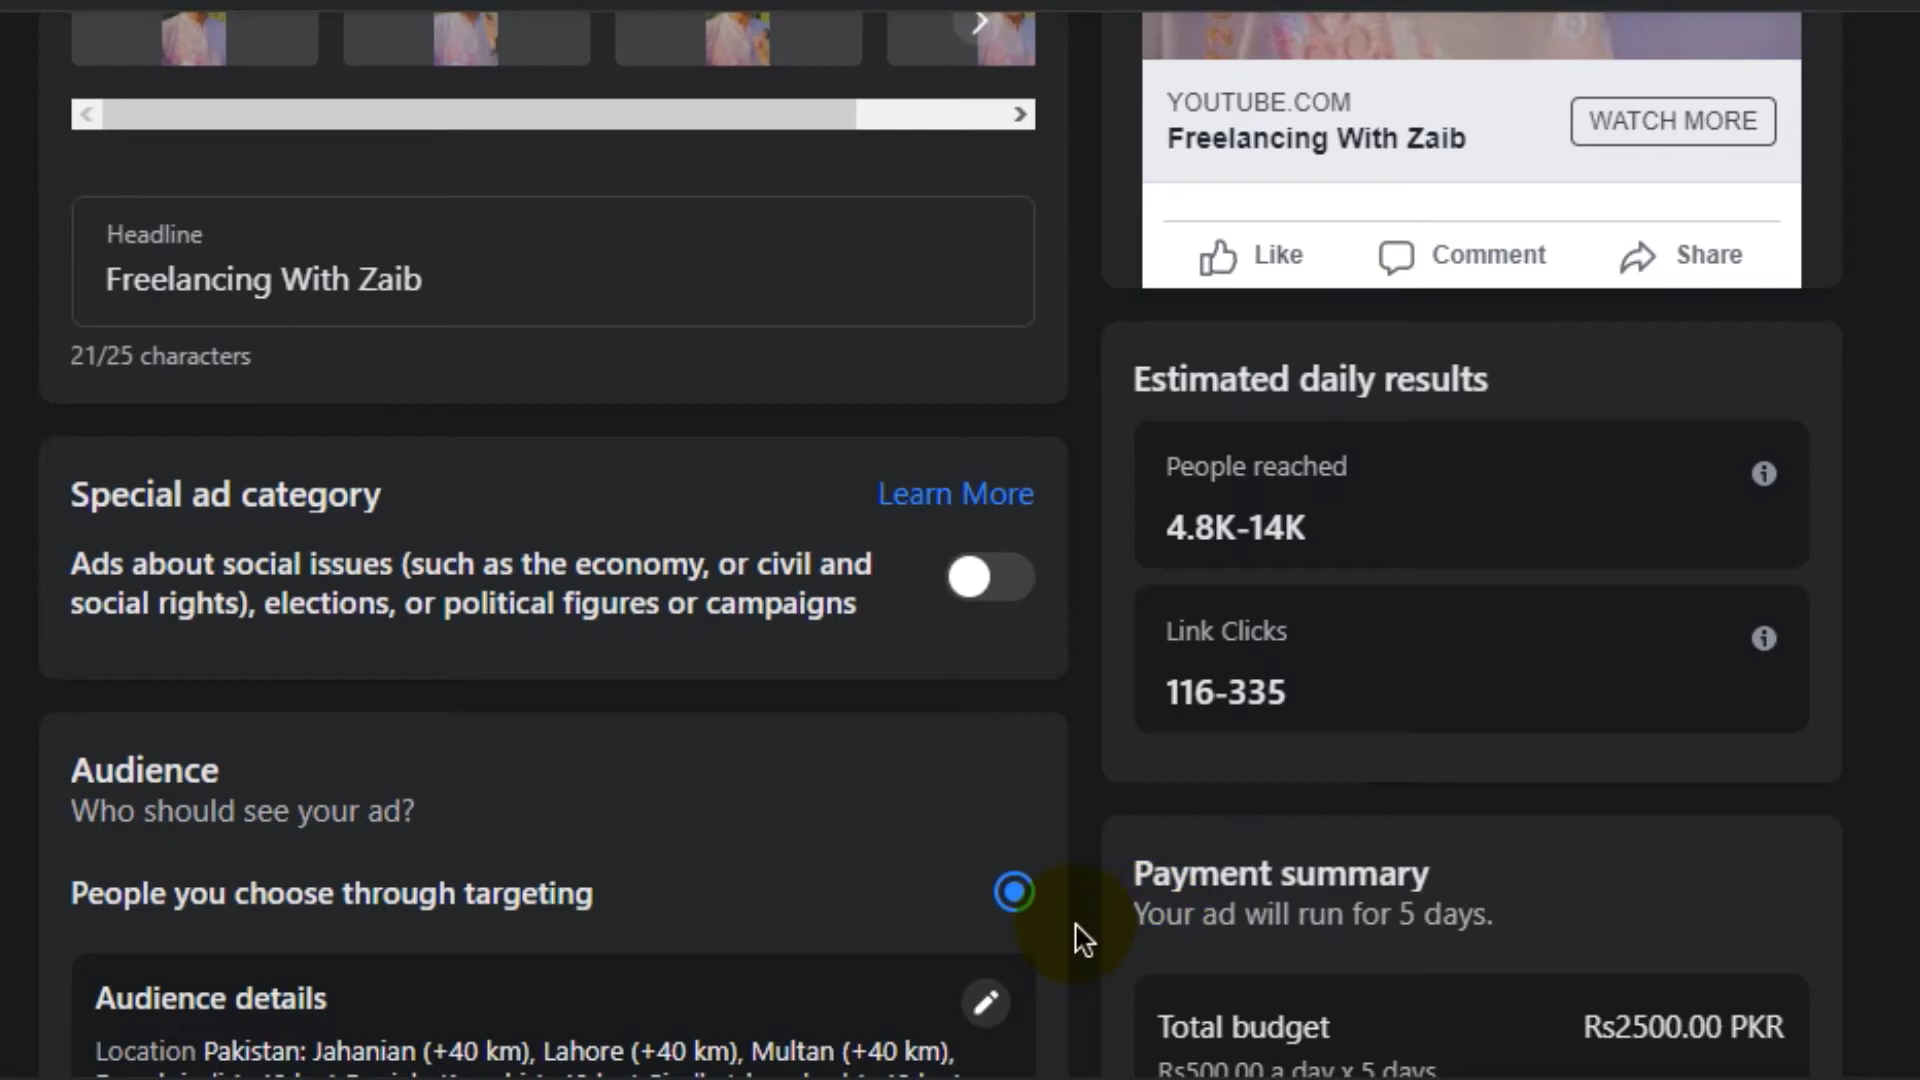 Headline
Freelancing With Zaib
21/25 characters
Special ad category
Learn More
Ads about social issues (such as the economy, or civil and
social rights), elections, or political figures or campaigns
Audience
Who should see your ad?
People you choose through targeting
Audience details
Location Pakistan: Jahanian (+40 km), Lahore (+40 km), Multan (+40 km),
YOUTUBE.COM
Freelancing With Zaib
WATCH MORE
Like
Comment
Share
Estimated daily results
People reached
4.8K-14K
Link Clicks
116-335
Payment summary
Your ad will run for 5 days.
Total budget
Rs2500.00 PKR
Rs500.00 a day x 5 days